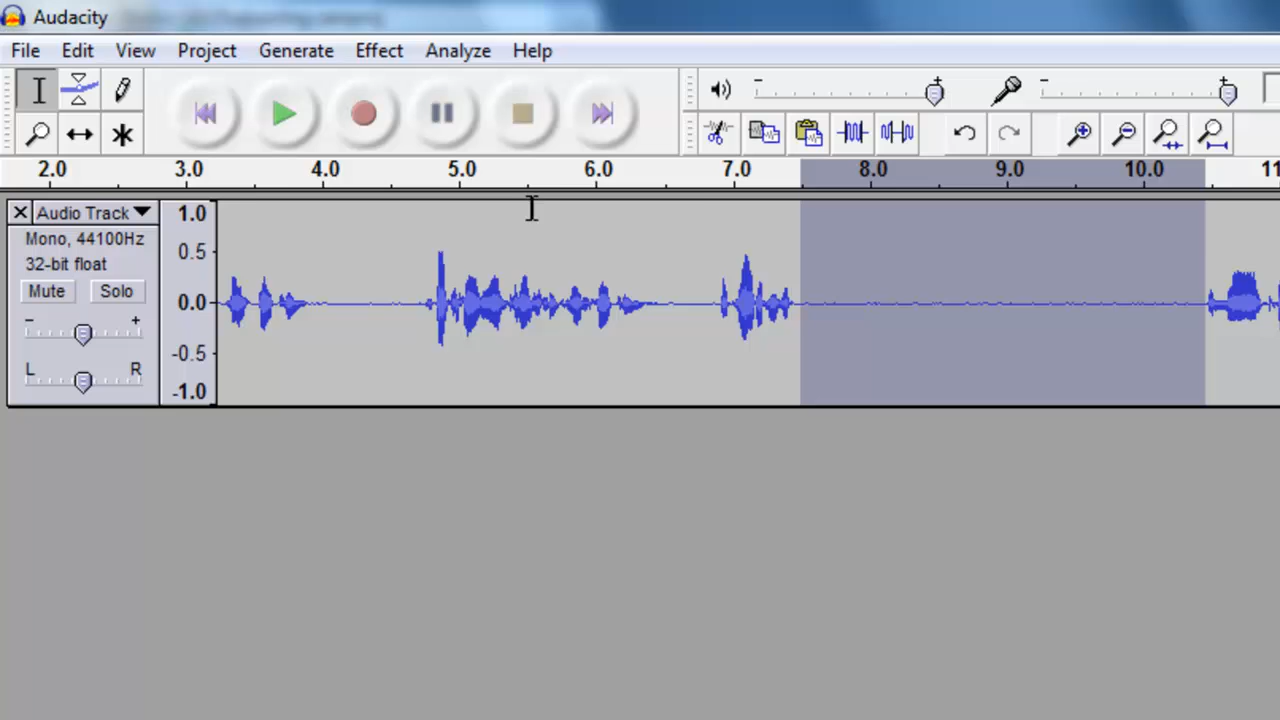 Audacity
File Edit View Project Generate Effect Analyze Help
2.0 3.0 4.0 5.0 6.0 7.0 8.0 9.0 10.0 11
Audio Track 1.0
Mono, 44100Hz
32-bit float 0.5
Mute Solo 0.0
- +
-0.5
L R
-1.0